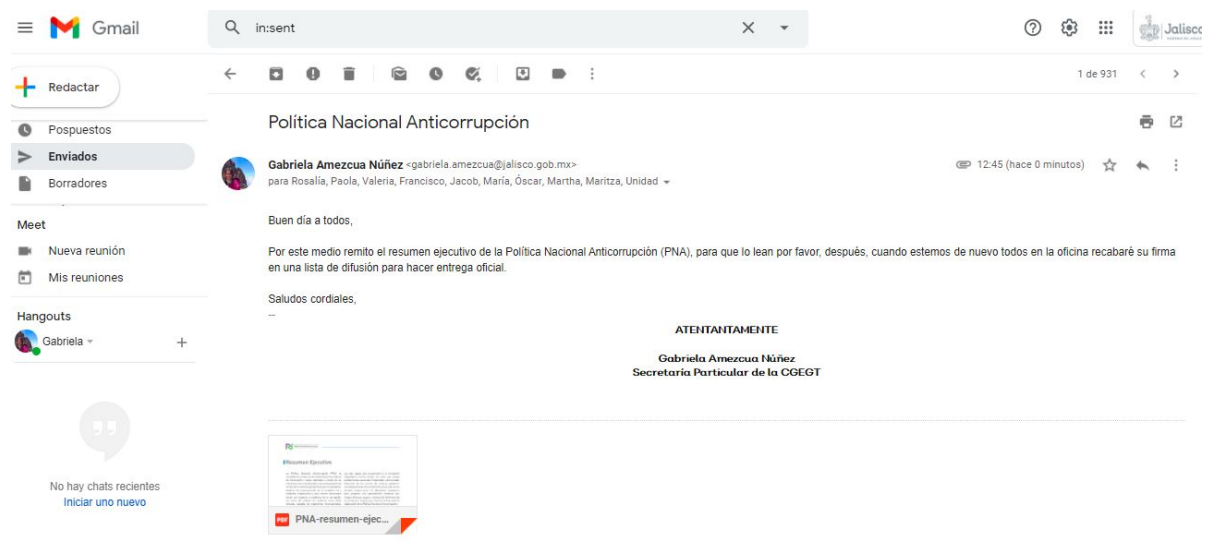 Gmail
in:sent
Jalisco
Redactar
1 de 931
Pospuestos
Enviados
Borradores
Meet
Nueva reunión
Mis reuniones
Hangouts
Gabriela
No hay chats recientes
Iniciar uno nuevo
Política Nacional Anticorrupción
Gabriela Amezcua Núñez <gabriela.amezcua@jalisco.gob.mx>
12:45 (hace 0 minutos)
para Rosalía, Paola, Valeria, Francisco, Jacob, María, Óscar, Martha, Maritza, Unidad
Buen día a todos,
Por este medio remito el resumen ejecutivo de la Política Nacional Anticorrupción (PNA), para que lo lean por favor, después, cuando estemos de nuevo todos en la oficina recabaré su firma
en una lista de difusión para hacer entrega oficial.
Saludos cordiales,
--
ATENTANTAMENTE
Gabriela Amezcua Núñez
Secretaría Particular de la CGEGT
Resumen Ejecutivo
PDF PNA-resumen-ejec...